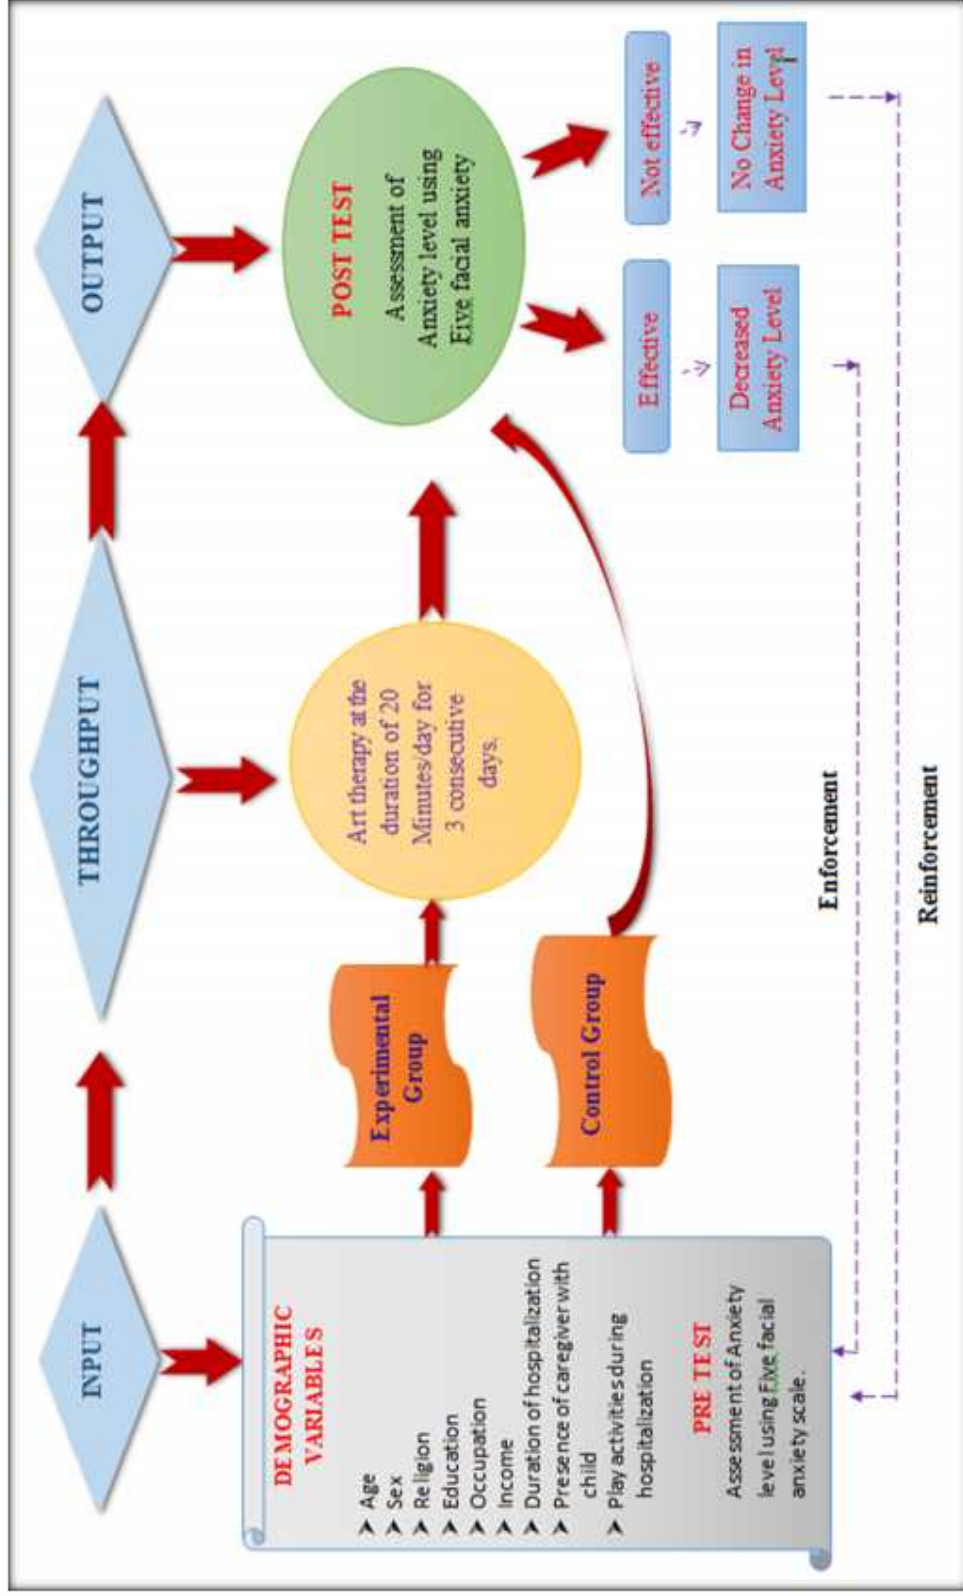 INPUT
THROUGHPUT
OUTPUT
DEMOGRAPHIC
VARIABLES
➢ Age
➢ Sex
➢ Religion
➢ Education
➢ Occupation
➢ Income
➢ Duration of hospitalization
➢ Presence of caregiver with
child
➢ Play activities during
hospitalization
PRE TEST
Assessment of Anxiety
level using Five facial
anxiety scale.
Experimental
Group
Control Group
Art therapy at the
duration of 20
Minutes/day for
3 consecutive
days.
POST TEST
Assessment of
Anxiety level using
Five facial anxiety
Effective
Decreased
Anxiety Level
Not effective
No Change in
Anxiety Level
Enforcement
Reinforcement